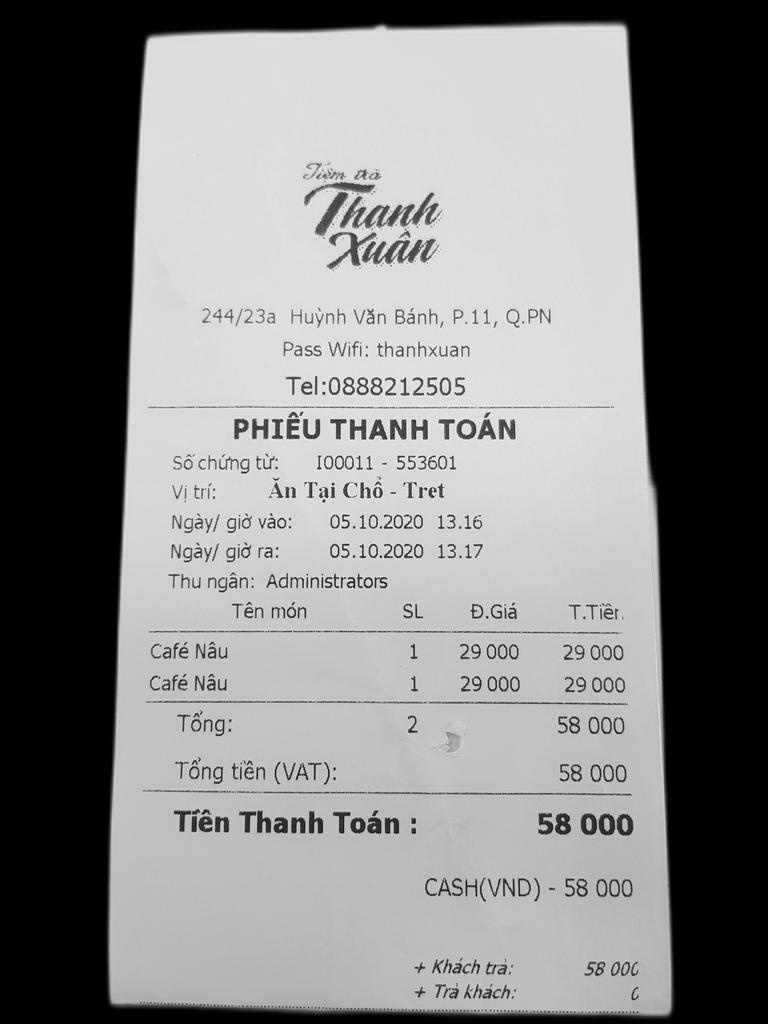 Tiệm trà
Thanh
Xuân
244/23a Huỳnh Văn Bánh, P.11, Q.PN
Pass Wifi: thanhxuan
Tel:0888212505
PHIẾU THANH TOÁN
Số chứng từ: I00011 - 553601
Vị trí: Ăn Tại Chổ - Tret
Ngày/ giờ vào: 05.10.2020 13.16
Ngày/ giờ ra: 05.10.2020 13.17
Thu ngân: Administrators
Tên món SL Đ.Giá T.Tiền
Café Nâu 1 29 000 29 000
Café Nâu 1 29 000 29 000
Tổng: 2 58 000
Tổng tiền (VAT): 58 000
Tiền Thanh Toán : 58 000
CASH(VND) - 58 000
+ Khách trả: 58 000
+ Trả khách: 0